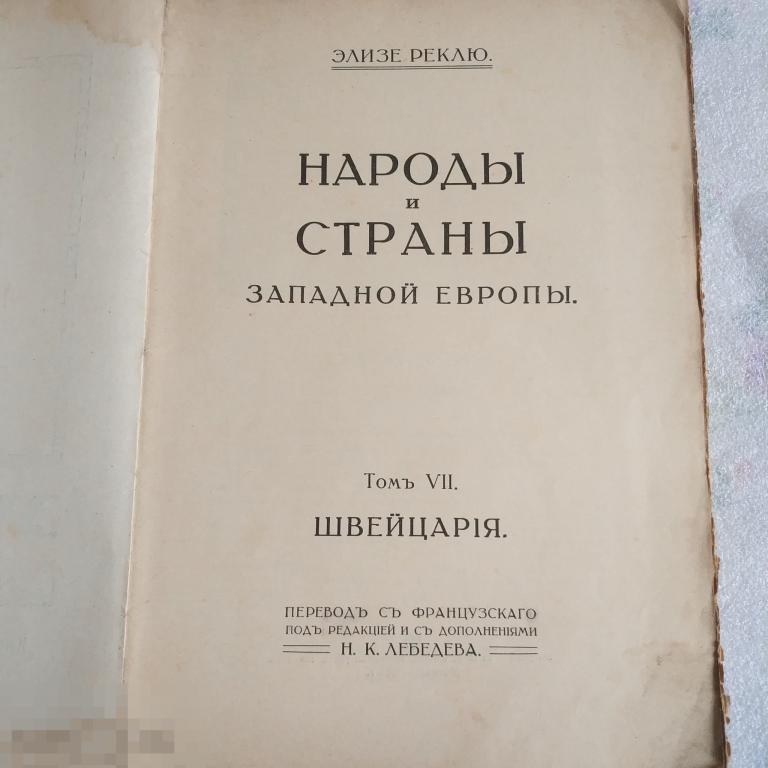 ЭЛИЗЕ РЕКЛЮ.
НАРОДЫ
и
СТРАНЫ
ЗАПАДНОЙ ЕВРОПЫ.
Томъ VII.
ШВЕЙЦАРІЯ.
ПЕРЕВОДЪ СЪ ФРАНЦУЗСКАГО
ПОДЪ РЕДАКЦІЕЙ И СЪ ДОПОЛНЕНІЯМИ
Н. К. ЛЕБЕДЕВА.